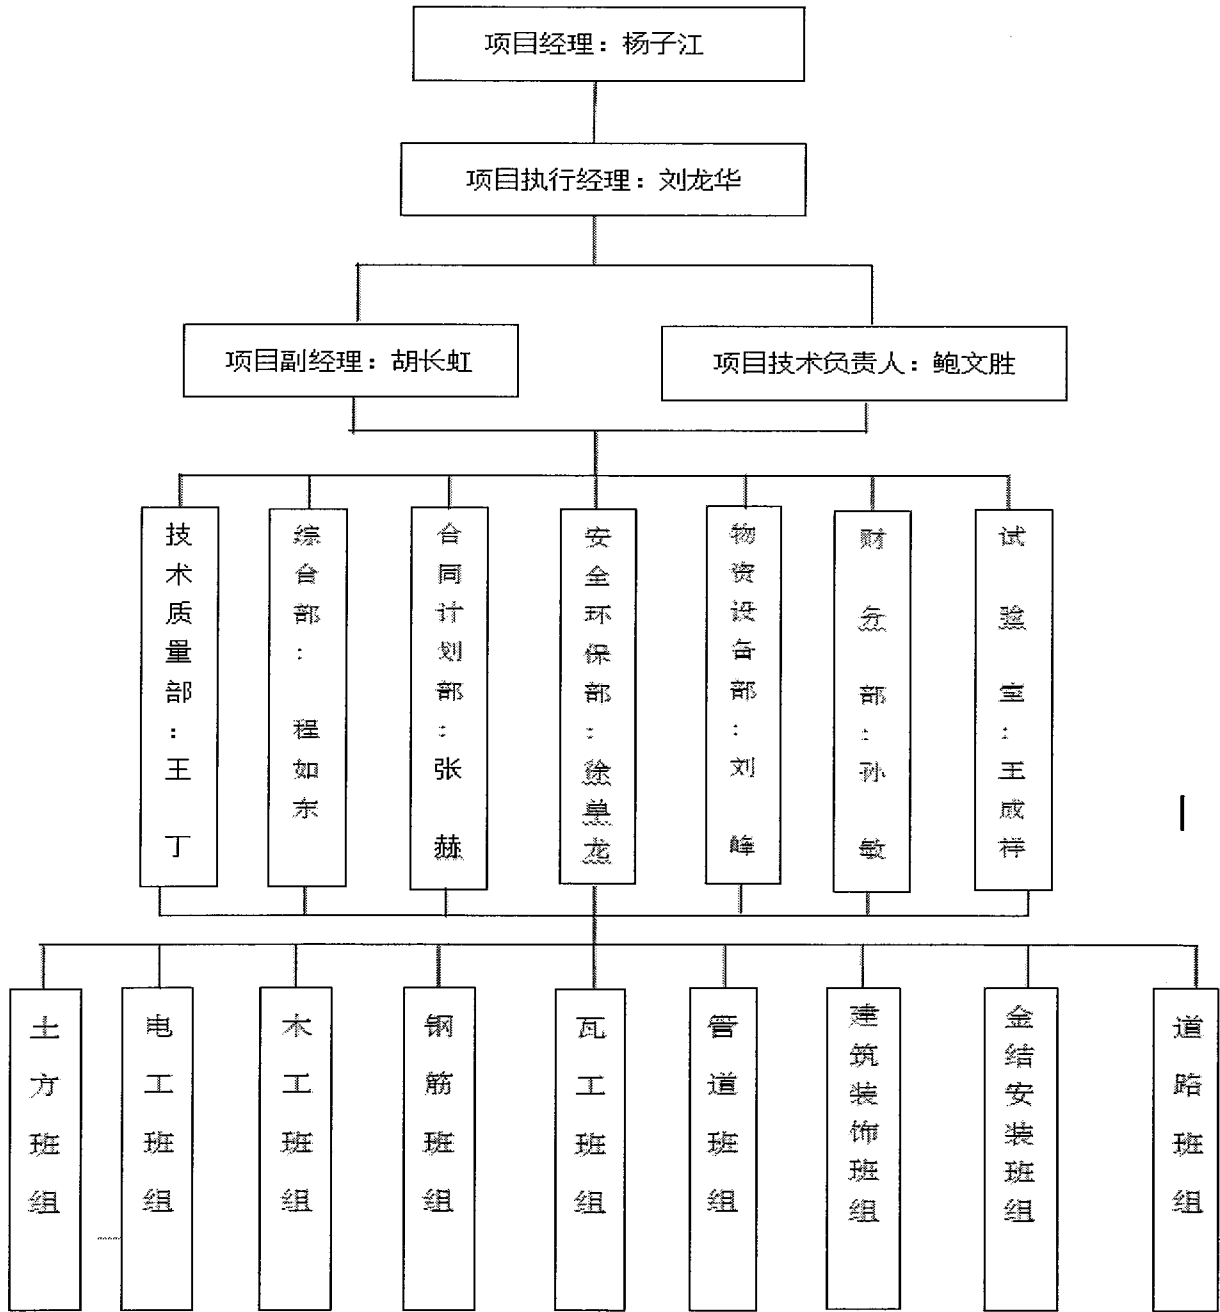 项目经理：杨子江
项目执行经理：刘龙华
项目副经理：胡长虹
项目技术负责人：鲍文胜
技术质量部：王 丁
综合部： 程如东
合同计划部：张 赫
安全环保部：徐单龙
物资设备部：刘 峰
财务部：孙 敏
试验室：王成祥
土方班组
电工班组
木工班组
钢筋班组
瓦工班组
管道班组
建筑装饰班组
金结安装班组
道路班组